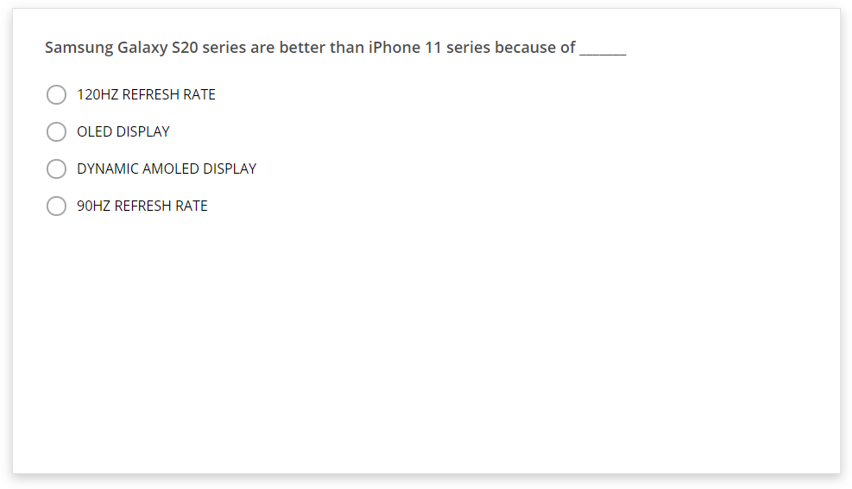 Samsung Galaxy S20 series are better than iPhone 11 series because of _______
120HZ REFRESH RATE
OLED DISPLAY
DYNAMIC AMOLED DISPLAY
90HZ REFRESH RATE